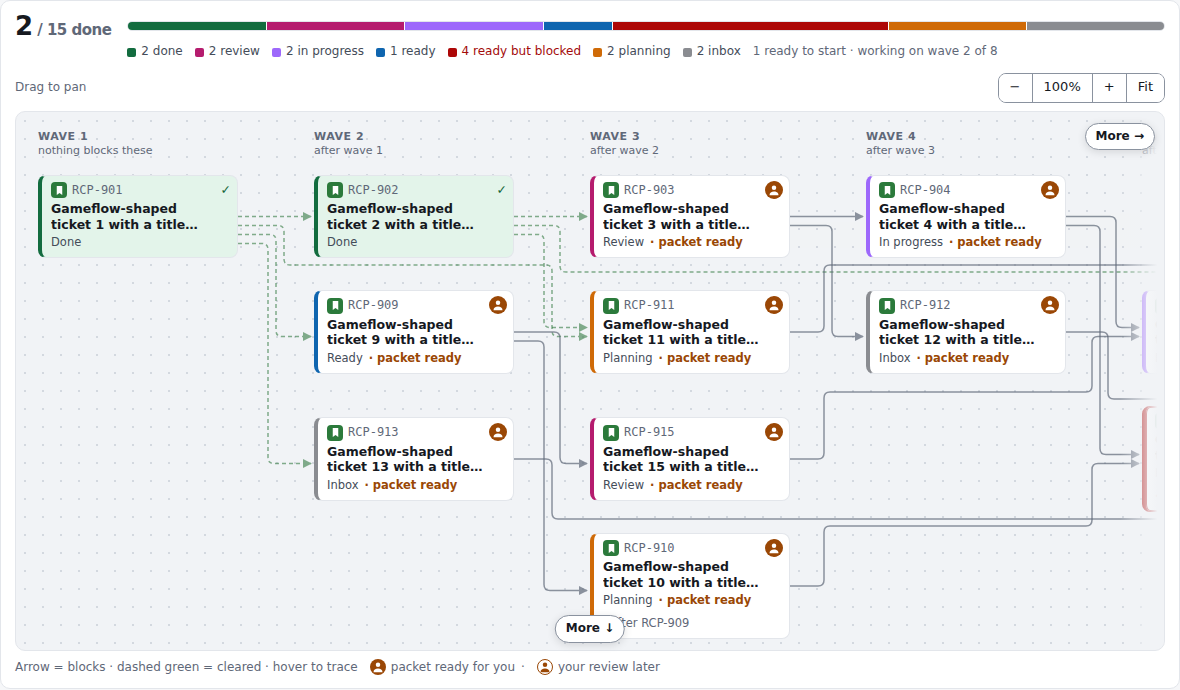 2 / 15 done
2 done 2 review 2 in progress 1 ready 4 ready but blocked 2 planning 2 inbox 1 ready to start · working on wave 2 of 8
Drag to pan
− 100% + Fit
WAVE 1
nothing blocks these
WAVE 2
after wave 1
WAVE 3
after wave 2
WAVE 4
after wave 3
More →
RCP-901 ✓
Gameflow-shaped
ticket 1 with a title…
Done
RCP-902 ✓
Gameflow-shaped
ticket 2 with a title…
Done
RCP-903
Gameflow-shaped
ticket 3 with a title…
Review · packet ready
RCP-904
Gameflow-shaped
ticket 4 with a title…
In progress · packet ready
RCP-909
Gameflow-shaped
ticket 9 with a title…
Ready · packet ready
RCP-911
Gameflow-shaped
ticket 11 with a title…
Planning · packet ready
RCP-912
Gameflow-shaped
ticket 12 with a title…
Inbox · packet ready
RCP-913
Gameflow-shaped
ticket 13 with a title…
Inbox · packet ready
RCP-915
Gameflow-shaped
ticket 15 with a title…
Review · packet ready
RCP-910
Gameflow-shaped
ticket 10 with a title…
Planning · packet ready
RCP-909
More ↓
Arrow = blocks · dashed green = cleared · hover to trace packet ready for you · your review later